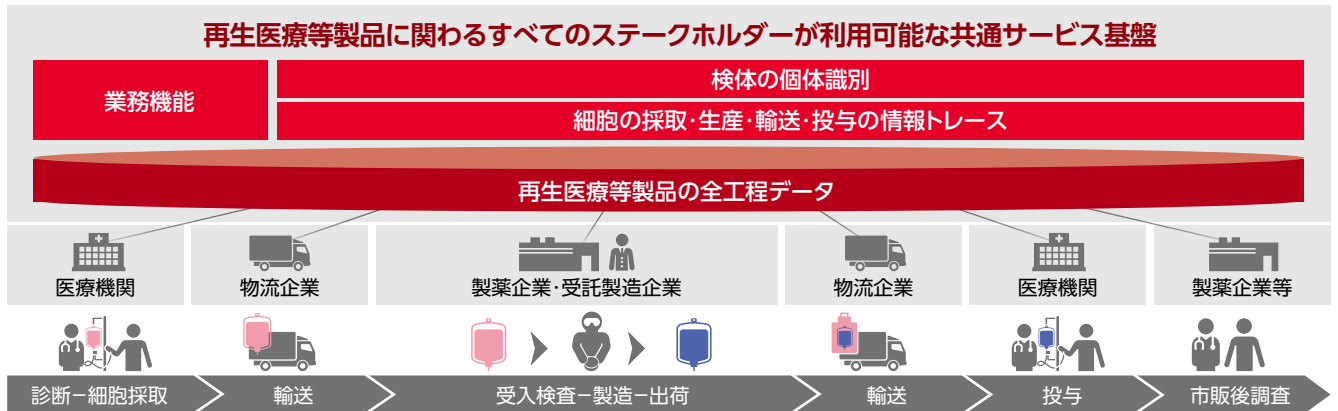 再生医療等製品に関わるすべてのステークホルダーが利用可能な共通サービス基盤
業務機能
検体の個体識別
細胞の採取・生産・輸送・投与の情報トレース
再生医療等製品の全工程データ
医療機関
物流企業
製薬企業・受託製造企業
物流企業
医療機関
製薬企業等
診断－細胞採取
輸送
受入検査－製造－出荷
輸送
投与
市販後調査